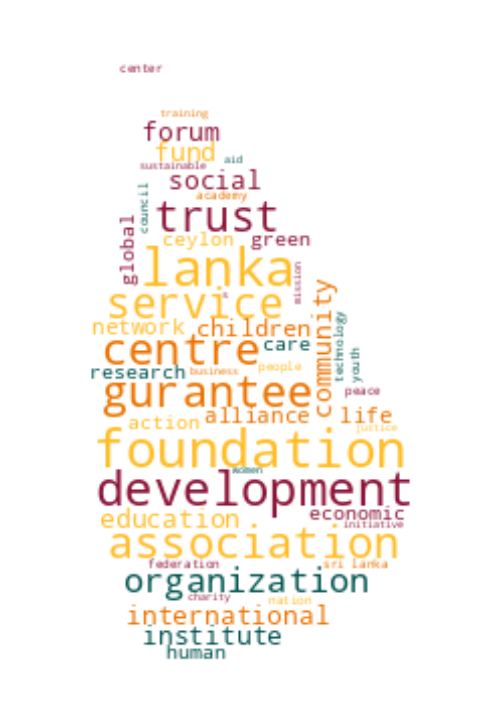 center
training
forum
fund
aid
sustainable
social
council
academy
trust
global
ceylon green
lanka
mission
service
s
community
network children
technology
centre care
youth
research business people
gurantee
peace
alliance life
action
justice
foundation
women
development
economic
education
initiative
association
federation sri lanka
organization
charity
nation
international
institute
human